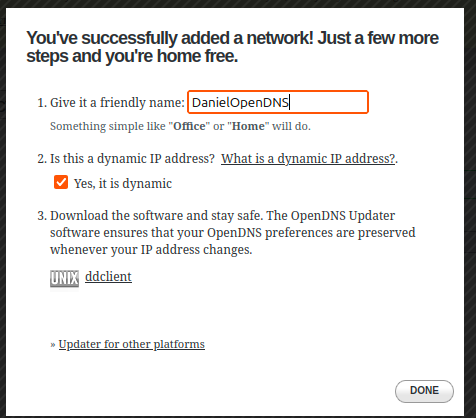 You've successfully added a network! Just a few more
steps and you're home free.
1. Give it a friendly name: DanielOpenDNS
Something simple like "Office" or "Home" will do.
2. Is this a dynamic IP address? What is a dynamic IP address?.
Yes, it is dynamic
3. Download the software and stay safe. The OpenDNS Updater
software ensures that your OpenDNS preferences are preserved
whenever your IP address changes.
UNIX ddclient
» Updater for other platforms
DONE